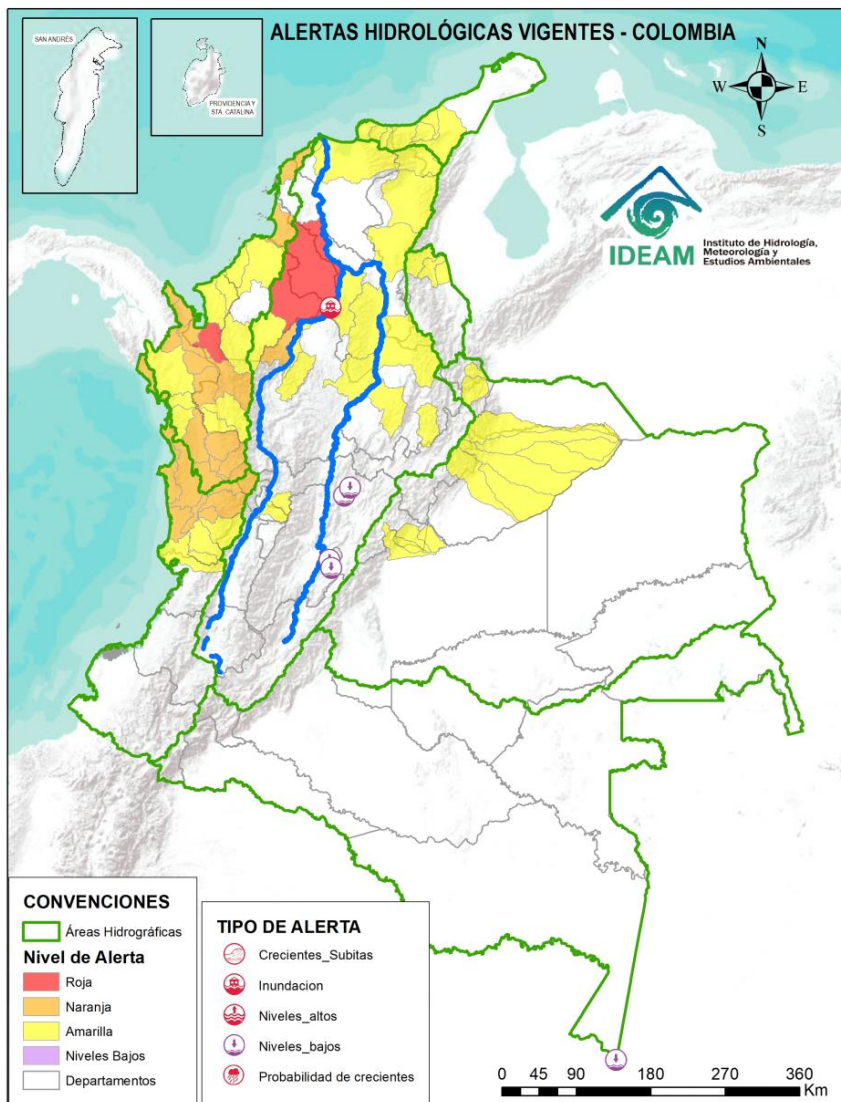 ALERTAS HIDROLÓGICAS VIGENTES - COLOMBIA
SAN ANDRÉS
PROVIDENCIA Y
STA. CATALINA
N
W
E
S
IDEAM
Instituto de Hidrología,
Meteorología y
Estudios Ambientales
CONVENCIONES
Áreas Hidrográficas
Nivel de Alerta
Roja
Naranja
Amarilla
Niveles Bajos
Departamentos
TIPO DE ALERTA
Crecientes_Subitas
Inundacion
Niveles_altos
Niveles_bajos
Probabilidad de crecientes
0 45 90 180 270 360
Km